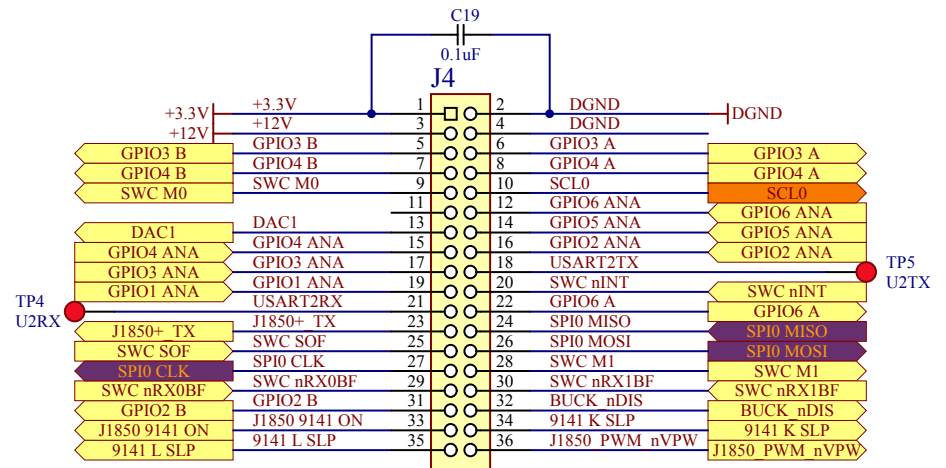 C19
0.1uF
J4
+3.3V +3.3V 1 2 DGND DGND
+12V +12V 3 4 DGND
GPIO3 B GPIO3 B 5 6 GPIO3 A GPIO3 A
GPIO4 B GPIO4 B 7 8 GPIO4 A GPIO4 A
SWC M0 SWC M0 9 10 SCL0 SCL0
11 12 GPIO6 ANA GPIO6 ANA
DAC1 DAC1 13 14 GPIO5 ANA GPIO5 ANA
GPIO4 ANA GPIO4 ANA 15 16 GPIO2 ANA GPIO2 ANA
GPIO3 ANA GPIO3 ANA 17 18 USART2TX TP5
U2TX
GPIO1 ANA GPIO1 ANA 19 20 SWC nINT SWC nINT
TP4 USART2RX 21 22 GPIO6 A GPIO6 A
U2RX
J1850+_TX J1850+_TX 23 24 SPI0 MISO SPI0 MISO
SWC SOF SWC SOF 25 26 SPI0 MOSI SPI0 MOSI
SPI0 CLK SPI0 CLK 27 28 SWC M1 SWC M1
SWC nRX0BF SWC nRX0BF 29 30 SWC nRX1BF SWC nRX1BF
GPIO2 B GPIO2 B 31 32 BUCK_nDIS BUCK_nDIS
J1850 9141 ON J1850 9141 ON 33 34 9141 K SLP 9141 K SLP
9141 L SLP 9141 L SLP 35 36 J1850_PWM_nVPW J1850_PWM_nVPW